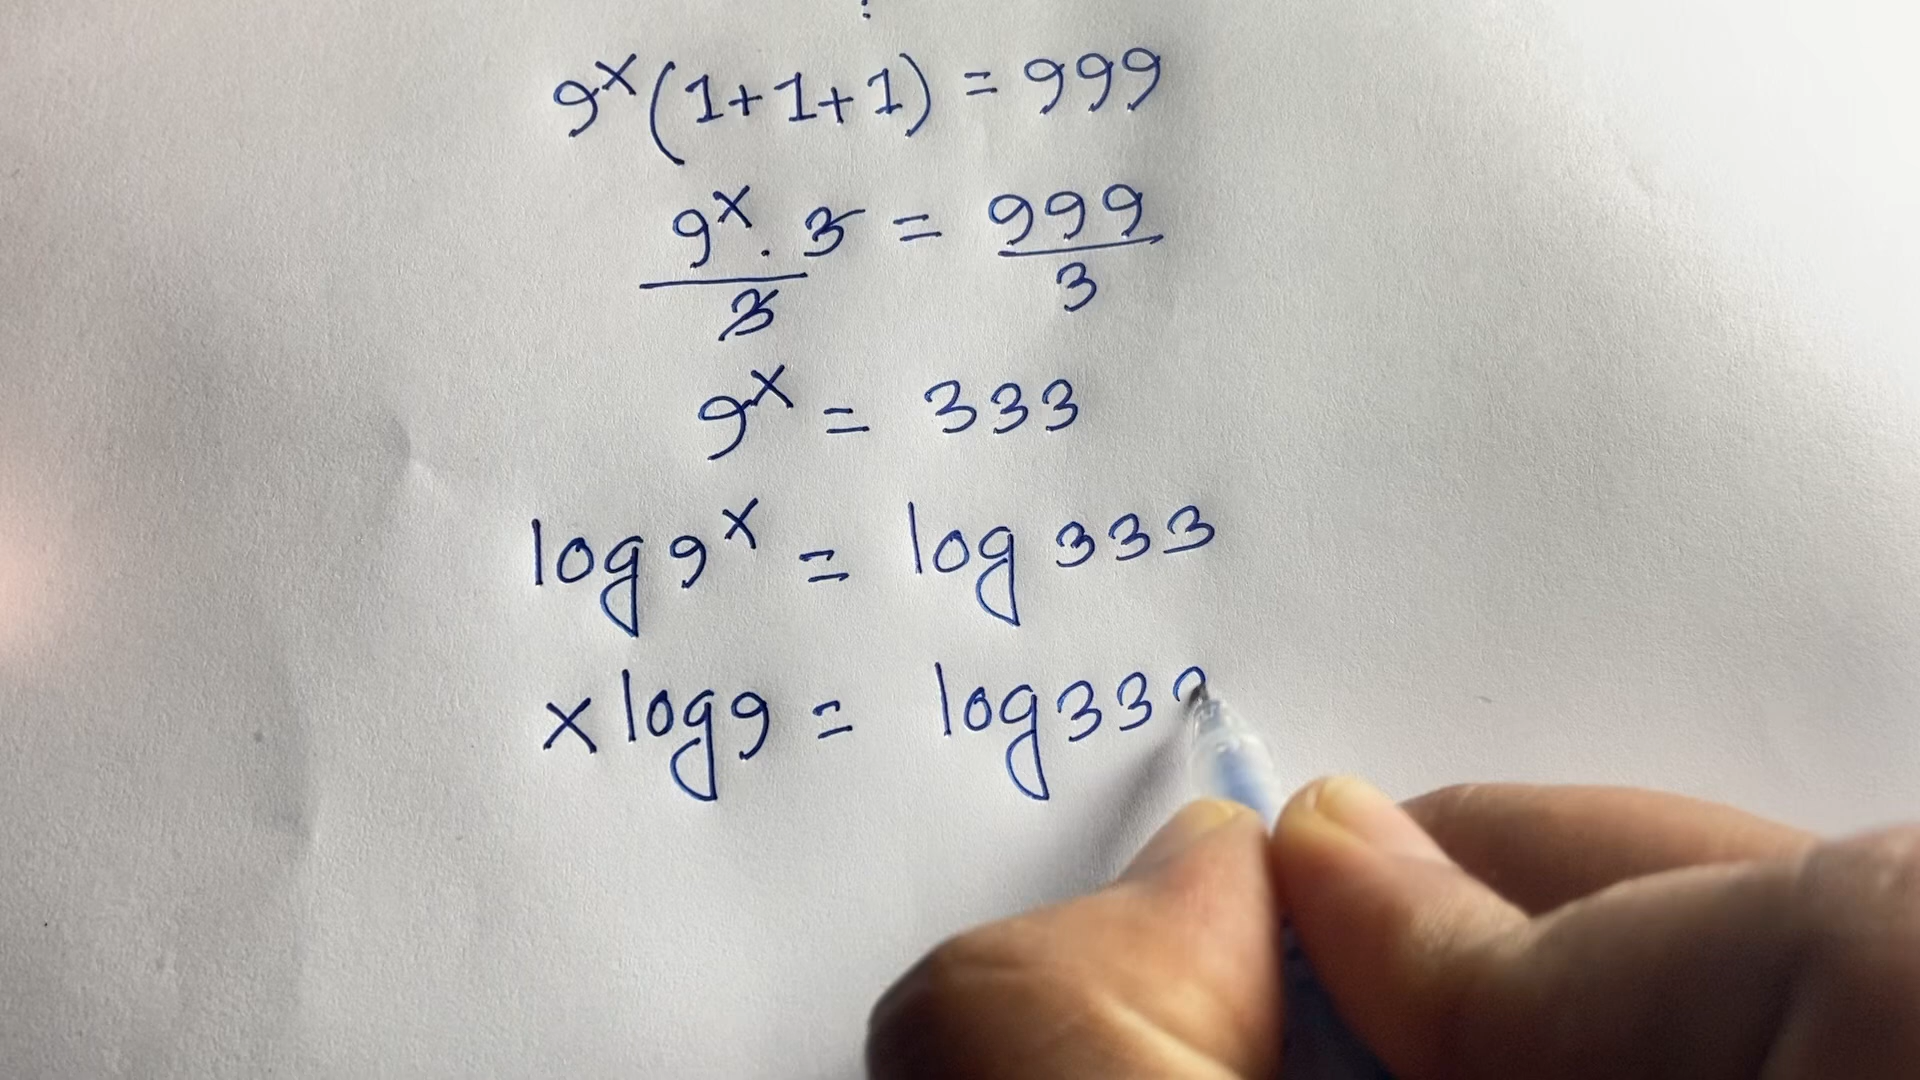 9^x(1+1+1) = 999
9^x . 3 / 3 = 999 / 3
9^x = 333
log 9^x = log 333
x log 9 = log 33